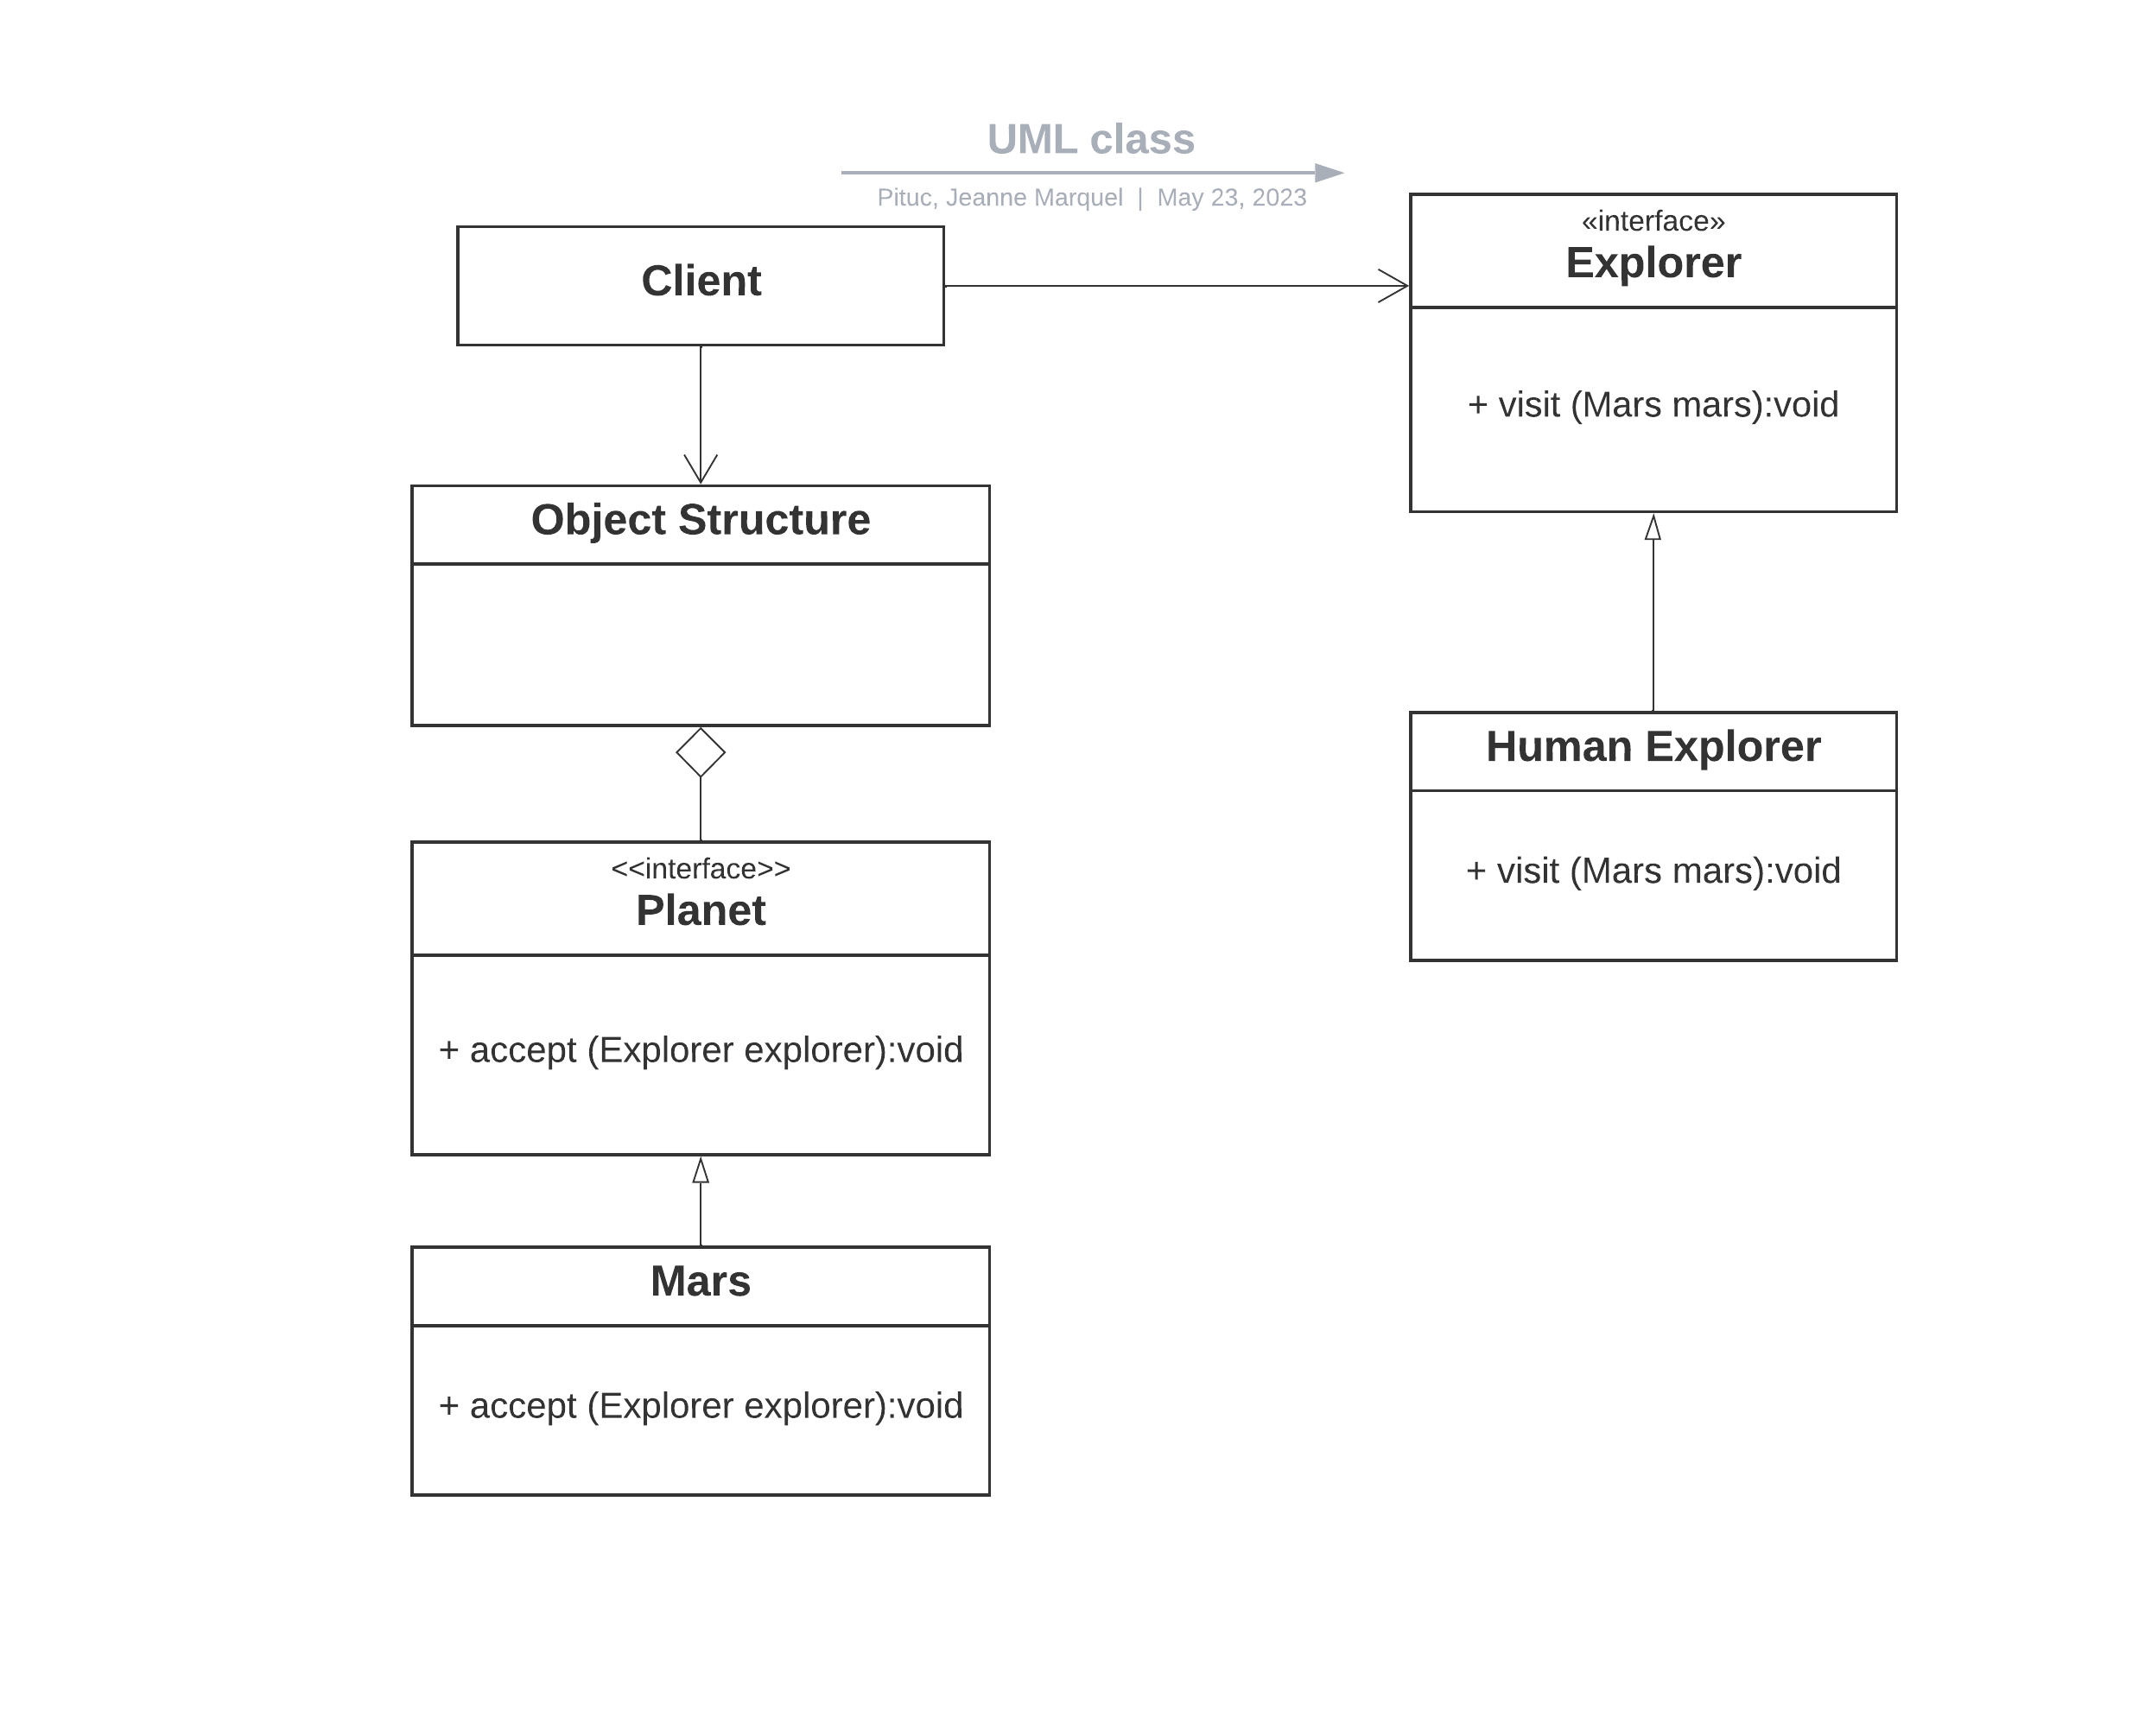 UML class
Pituc, Jeanne Marquel | May 23, 2023
Client
«interface»
Explorer
+ visit (Mars mars):void
Object Structure
Human Explorer
+ visit (Mars mars):void
<<interface>>
Planet
+ accept (Explorer explorer):void
Mars
+ accept (Explorer explorer):void